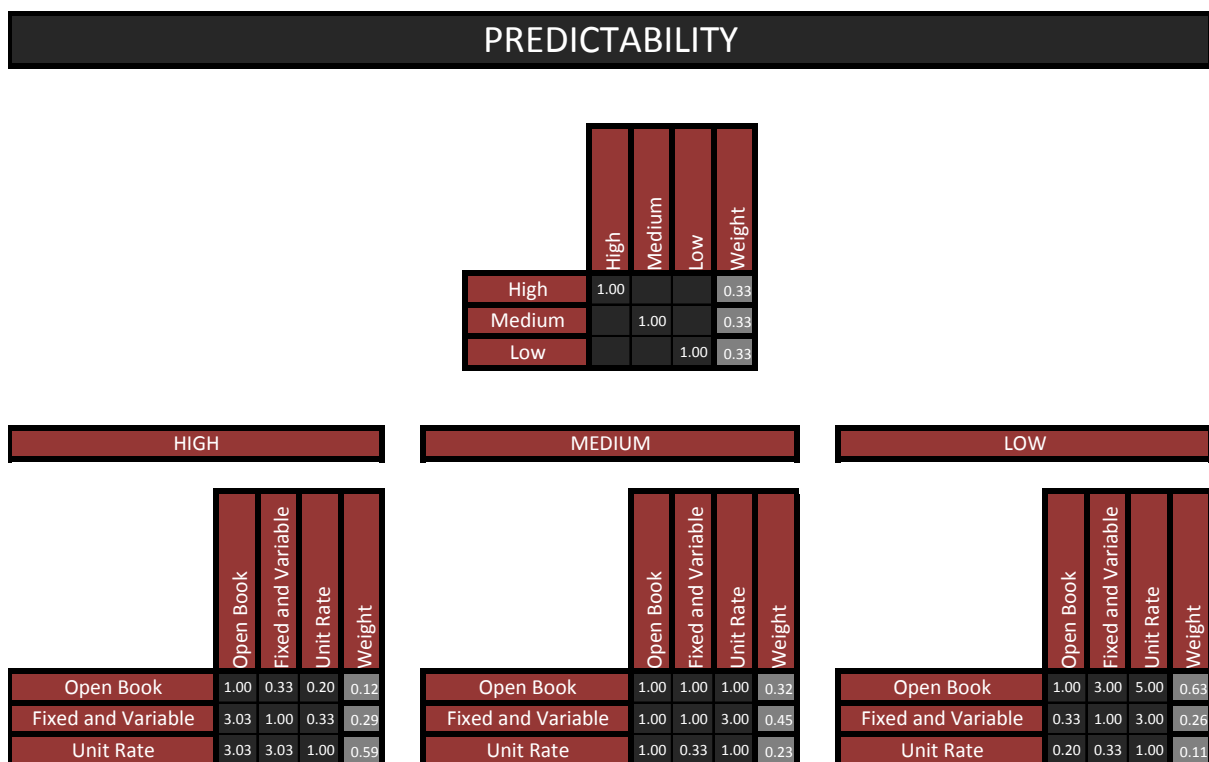 PREDICTABILITY
High Medium Low Weight
High 1.00 0.33
Medium 1.00 0.33
Low 1.00 0.33
HIGH MEDIUM LOW
Open Book Fixed and Variable Unit Rate Weight Open Book Fixed and Variable Unit Rate Weight Open Book Fixed and Variable Unit Rate Weight
Open Book 1.00 0.33 0.20 0.12 Open Book 1.00 1.00 1.00 0.32 Open Book 1.00 3.00 5.00 0.63
Fixed and Variable 3.03 1.00 0.33 0.29 Fixed and Variable 1.00 1.00 3.00 0.45 Fixed and Variable 0.33 1.00 3.00 0.26
Unit Rate 3.03 3.03 1.00 0.59 Unit Rate 1.00 0.33 1.00 0.23 Unit Rate 0.20 0.33 1.00 0.11